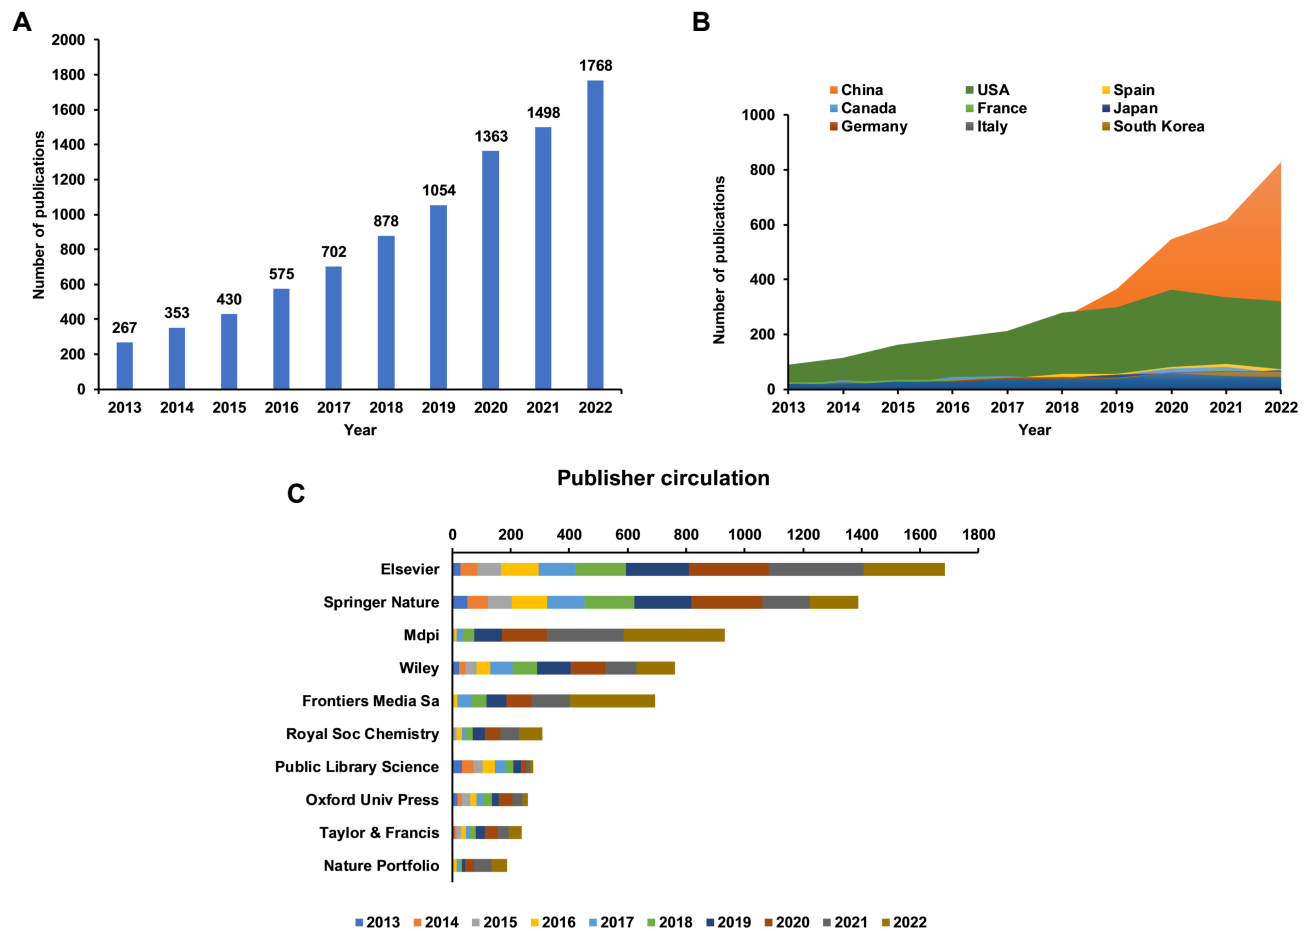 A
2000
1800
1600
1400
1200
1000
800
600
400
200
0
Number of publications
267
353
430
575
702
878
1054
1363
1498
1768
2013 2014 2015 2016 2017 2018 2019 2020 2021 2022
Year
B
China USA Spain
Canada France Japan
Germany Italy South Korea
1000
800
600
400
200
0
Number of publications
2013 2014 2015 2016 2017 2018 2019 2020 2021 2022
Year
C
Publisher circulation
0 200 400 600 800 1000 1200 1400 1600 1800
Elsevier
Springer Nature
Mdpi
Wiley
Frontiers Media Sa
Royal Soc Chemistry
Public Library Science
Oxford Univ Press
Taylor & Francis
Nature Portfolio
2013 2014 2015 2016 2017 2018 2019 2020 2021 2022